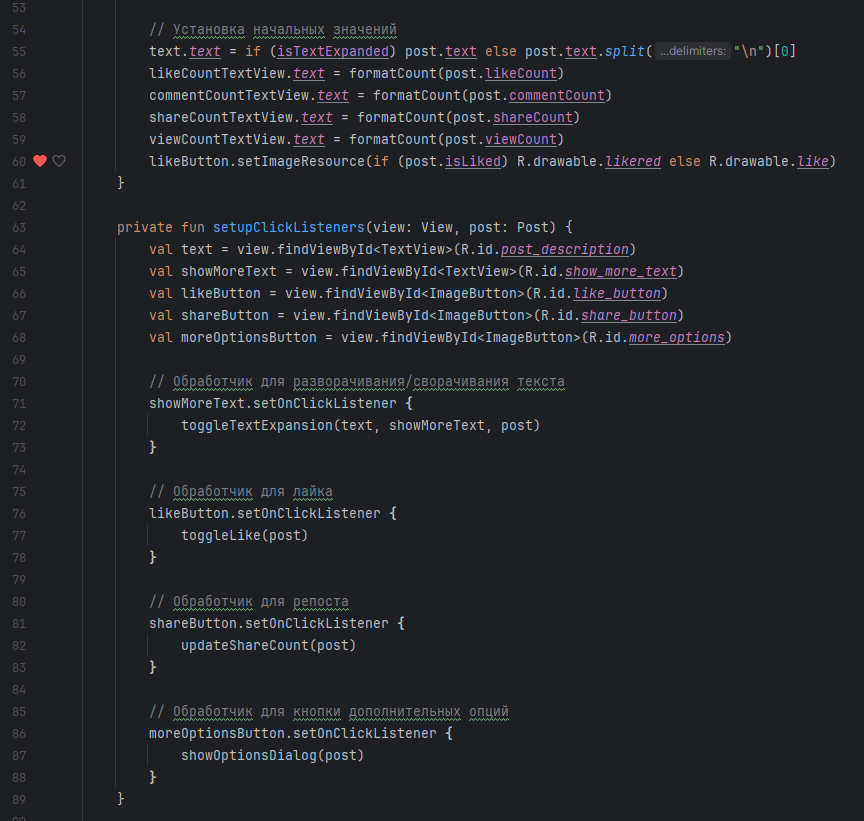 53
54 // Установка начальных значений
55 text.text = if (isTextExpanded) post.text else post.text.split( ...delimiters: "\n")[0]
56 likeCountTextView.text = formatCount(post.likeCount)
57 commentCountTextView.text = formatCount(post.commentCount)
58 shareCountTextView.text = formatCount(post.shareCount)
59 viewCountTextView.text = formatCount(post.viewCount)
60 likeButton.setImageResource(if (post.isLiked) R.drawable.likered else R.drawable.like)
61 }
62
63 private fun setupClickListeners(view: View, post: Post) {
64 val text = view.findViewById<TextView>(R.id.post_description)
65 val showMoreText = view.findViewById<TextView>(R.id.show_more_text)
66 val likeButton = view.findViewById<ImageButton>(R.id.like_button)
67 val shareButton = view.findViewById<ImageButton>(R.id.share_button)
68 val moreOptionsButton = view.findViewById<ImageButton>(R.id.more_options)
69
70 // Обработчик для разворачивания/сворачивания текста
71 showMoreText.setOnClickListener {
72 toggleTextExpansion(text, showMoreText, post)
73 }
74
75 // Обработчик для лайка
76 likeButton.setOnClickListener {
77 toggleLike(post)
78 }
79
80 // Обработчик для репоста
81 shareButton.setOnClickListener {
82 updateShareCount(post)
83 }
84
85 // Обработчик для кнопки дополнительных опций
86 moreOptionsButton.setOnClickListener {
87 showOptionsDialog(post)
88 }
89 }